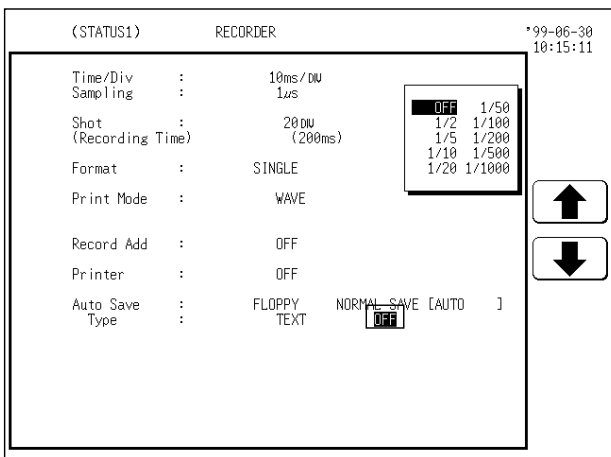 (STATUS1) RECORDER '99-06-30
10:15:11
Time/Div : 10ms/DIV
Sampling : 1µs
Shot : 20DIV
(Recording Time) (200ms)
Format : SINGLE
Print Mode : WAVE
Record Add : OFF
Printer : OFF
Auto Save : FLOPPY NORMAL SAVE [AUTO ]
Type : TEXT OFF
OFF 1/50
1/2 1/100
1/5 1/200
1/10 1/500
1/20 1/1000